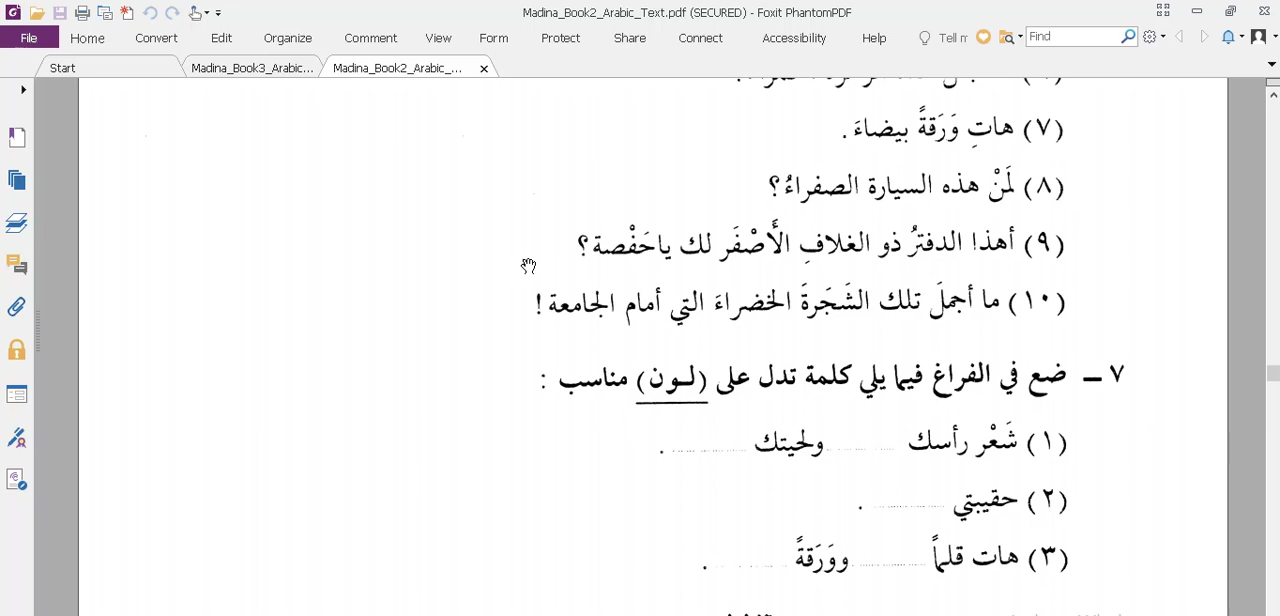 Madina_Book2_Arabic_Text.pdf (SECURED) - Foxit PhantomPDF
File Home Convert Edit Organize Comment View Form Protect Share Connect Accessibility Help Tell m Find
Start Madina_Book3_Arabic... Madina_Book2_Arabic_...
(٧) هاتِ وَرَقةً بيضاءَ .
(٨) لَمَنْ هذه السيارة الصفراءُ؟
(٩) أهذا الدفترُ ذو الغلافِ الأَصْفَر لك ياحَفْصة؟
(١٠) ما أجملَ تلك الشَجَرةَ الخضراءَ التي أمام الجامعة!
٧ ــ ضع في الفراغ فيما يلي كلمة تدل على (لـون) مناسب :
(١) شَعْر رأسك ........ ولحيتك ........ .
(٢) حقيبتي ........ .
(٣) هات قلماً ........ ووَرَقةً ........ .